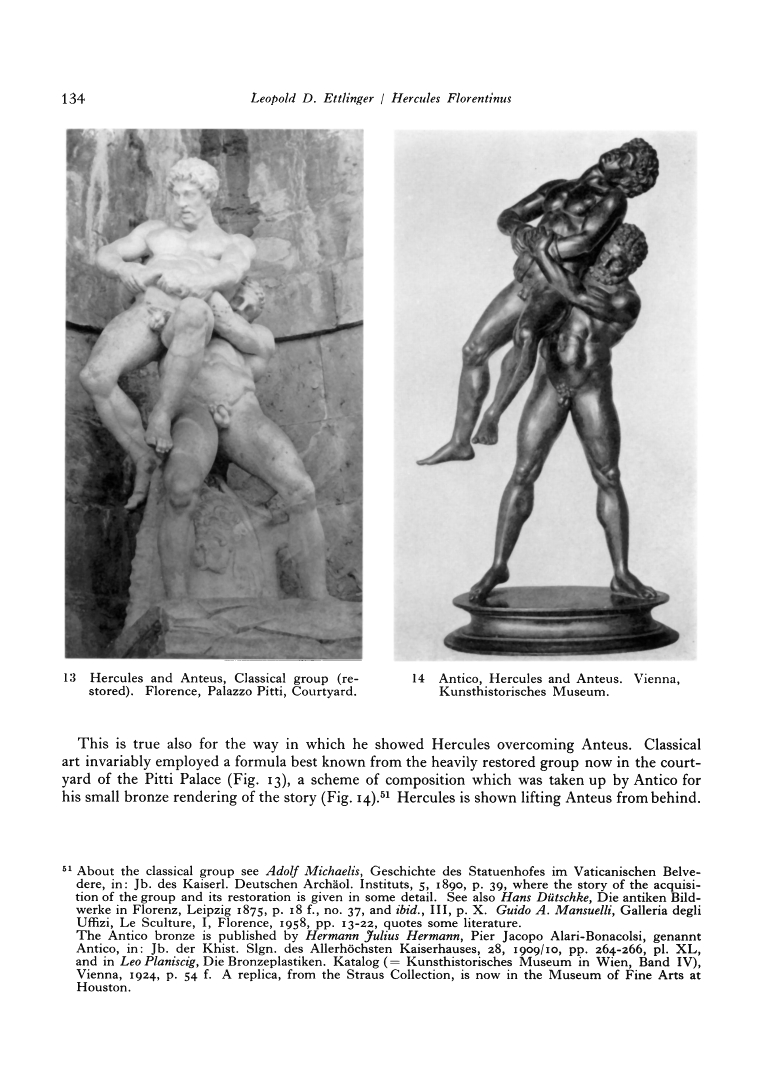 134
Leopold D. Ettlinger / Hercules Florentinus
13 Hercules and Anteus, Classical group (re-
stored). Florence, Palazzo Pitti, Courtyard.
14 Antico, Hercules and Anteus. Vienna,
Kunsthistorisches Museum.
This is true also for the way in which he showed Hercules overcoming Anteus. Classical
art invariably employed a formula best known from the heavily restored group now in the court-
yard of the Pitti Palace (Fig. 13), a scheme of composition which was taken up by Antico for
his small bronze rendering of the story (Fig. 14).⁵¹ Hercules is shown lifting Anteus from behind.
⁵¹ About the classical group see Adolf Michaelis, Geschichte des Statuenhofes im Vaticanischen Belve-
dere, in: Jb. des Kaiserl. Deutschen Archäol. Instituts, 5, 1890, p. 39, where the story of the acquisi-
tion of the group and its restoration is given in some detail. See also Hans Dütschke, Die antiken Bild-
werke in Florenz, Leipzig 1875, p. 18 f., no. 37, and ibid., III, p. X. Guido A. Mansuelli, Galleria degli
Uffizi, Le Sculture, I, Florence, 1958, pp. 13-22, quotes some literature.
The Antico bronze is published by Hermann Julius Hermann, Pier Jacopo Alari-Bonacolsi, genannt
Antico, in: Jb. der Khist. Slgn. des Allerhöchsten Kaiserhauses, 28, 1909/10, pp. 264-266, pl. XL,
and in Leo Planiscig, Die Bronzeplastiken. Katalog (= Kunsthistorisches Museum in Wien, Band IV),
Vienna, 1924, p. 54 f. A replica, from the Straus Collection, is now in the Museum of Fine Arts at
Houston.